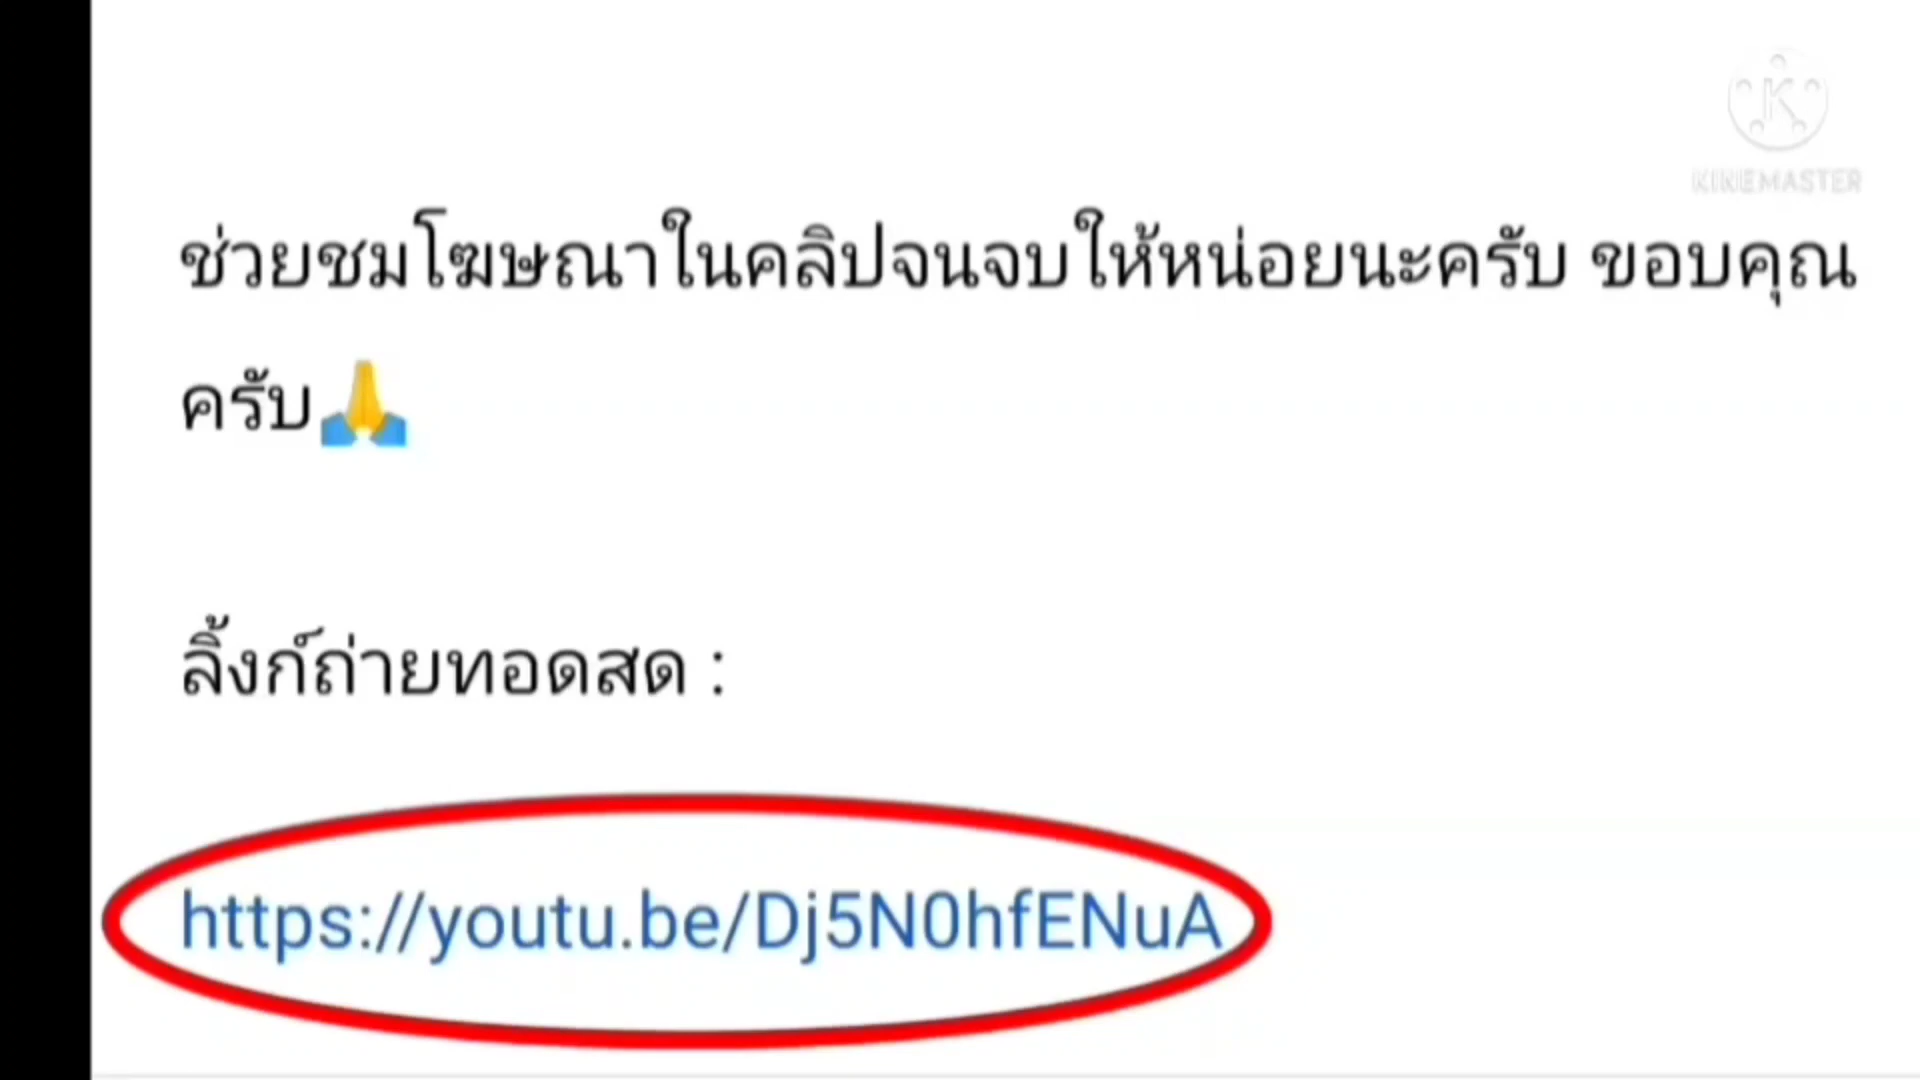 KINEMASTER
ช่วยชมโฆษณาในคลิปจนจบให้หน่อยนะครับ ขอบคุณ
ครับ🙏
ลิ้งก์ถ่ายทอดสด :
https://youtu.be/Dj5N0hfENuA